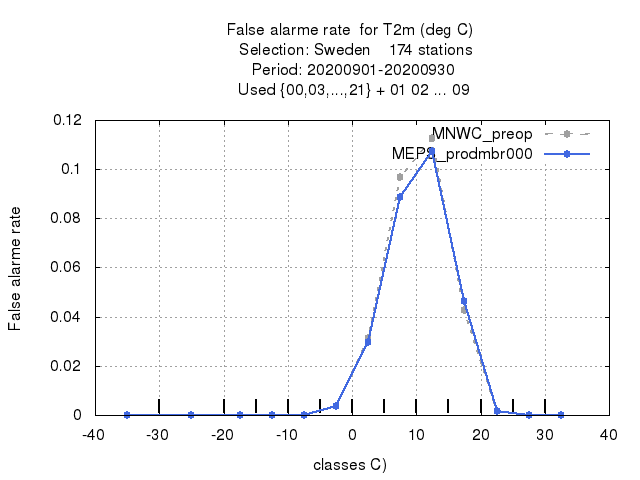 False alarme rate  for T2m (deg C)
Selection: Sweden    174 stations
Period: 20200901-20200930
Used {00,03,...,21} + 01 02 ... 09
MNWC_preop
MEPS_prodmbr000
0.12
0.1
0.08
0.06
0.04
0.02
0
False alarme rate
-40 -30 -20 -10 0 10 20 30 40
classes C)